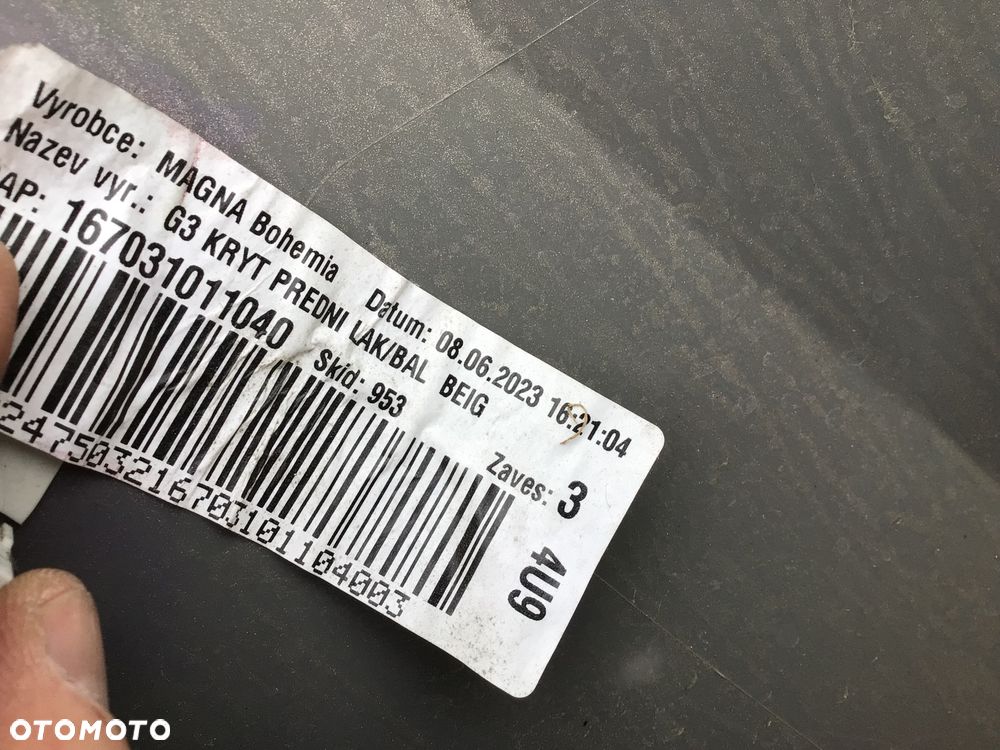 Vyrobce: MAGNA Bohemia Datum: 08.06.2023 16:21:04
Nazev vyr.: G3 KRYT PREDNI LAK/BAL BEIG
AP: 167031011040 Skid: 953 Zaves: 3
4U9
247503216703101104003
OTOMOTO